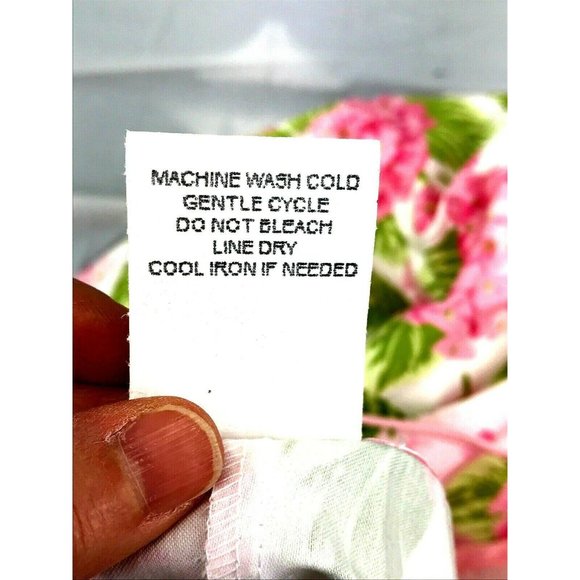 MACHINE WASH COLD
GENTLE CYCLE
DO NOT BLEACH
LINE DRY
COOL IRON IF NEEDED